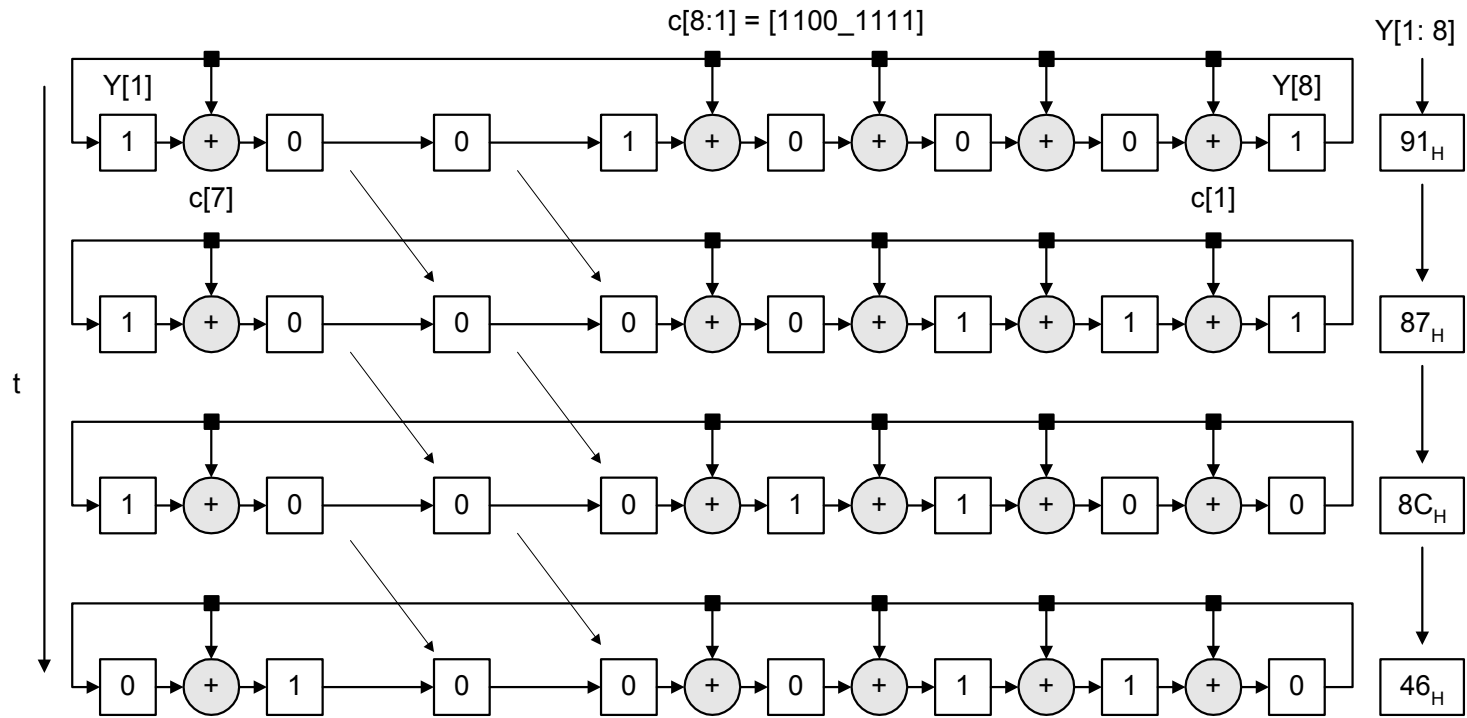 c[8:1] = [1100_1111]
Y[1: 8]
Y[1]
Y[8]
1 + 0 0 1 + 0 + 0 + 0 + 1 91H
c[7]
c[1]
1 + 0 0 0 + 0 + 1 + 1 + 1 87H
t
1 + 0 0 0 + 1 + 1 + 0 + 0 8CH
0 + 1 0 0 + 0 + 1 + 1 + 0 46H